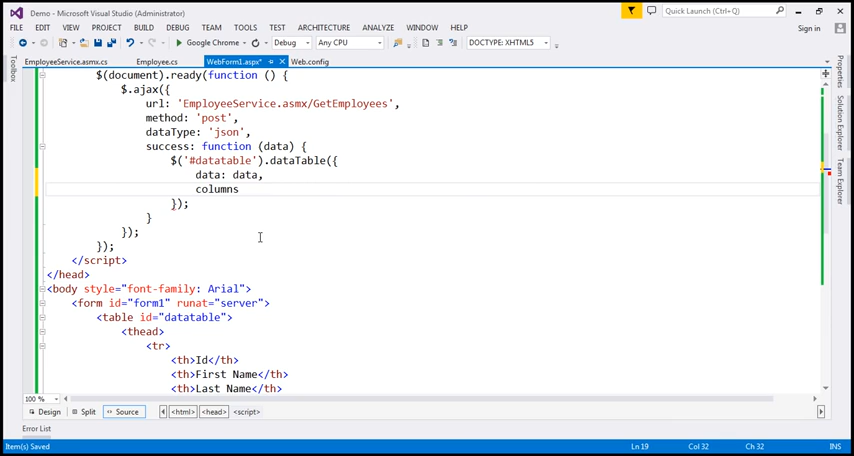 Demo - Microsoft Visual Studio (Administrator)
Quick Launch (Ctrl+Q)
FILE EDIT VIEW PROJECT BUILD DEBUG TEAM TOOLS TEST ARCHITECTURE ANALYZE WINDOW HELP
Sign in
Google Chrome Debug Any CPU DOCTYPE: XHTML5
EmployeeService.asmx.cs Employee.cs WebForm1.aspx* Web.config
Toolbox
Properties
Solution Explorer
Team Explorer
$(document).ready(function () {
$.ajax({
url: 'EmployeeService.asmx/GetEmployees',
method: 'post',
dataType: 'json',
success: function (data) {
$('#datatable').dataTable({
data: data,
columns
});
}
});
});
</script>
</head>
<body style="font-family: Arial">
<form id="form1" runat="server">
<table id="datatable">
<thead>
<tr>
<th>Id</th>
<th>First Name</th>
<th>Last Name</th>
100 %
Design Split Source <html> <head> <script>
Error List
Item(s) Saved Ln 19 Col 32 Ch 32 INS